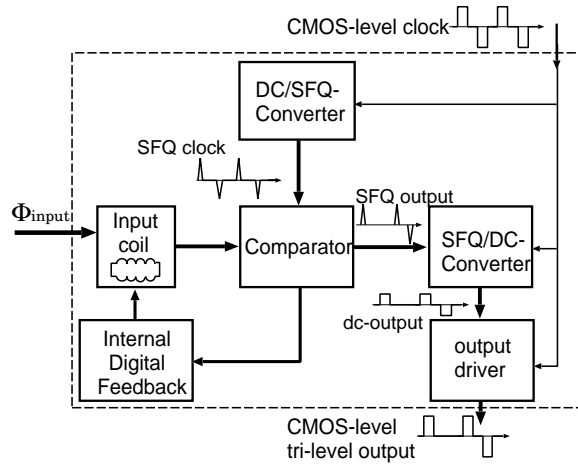 CMOS-level clock
DC/SFQ-
Converter
SFQ clock
SFQ output
Φinput
Input
coil
Comparator
SFQ/DC-
Converter
dc-output
Internal
Digital
Feedback
output
driver
CMOS-level
tri-level output